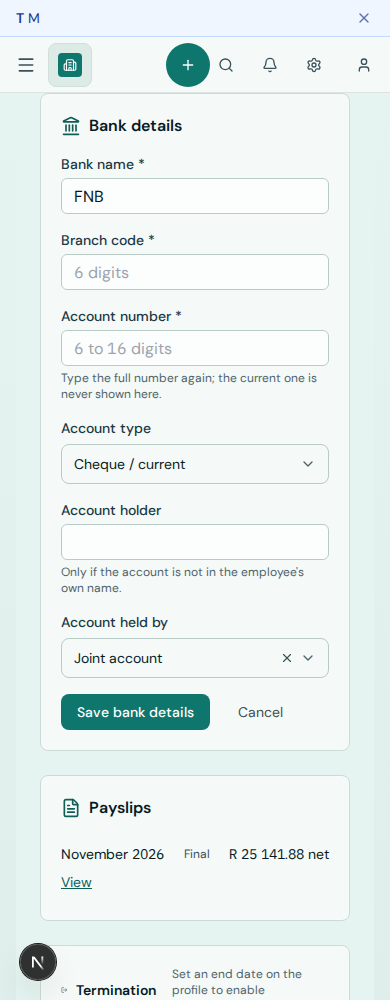 T M
Bank details
Bank name *
FNB
Branch code *
6 digits
Account number *
6 to 16 digits
Type the full number again; the current one is
never shown here.
Account type
Cheque / current
Account holder
Only if the account is not in the employee's
own name.
Account held by
Joint account
Save bank details Cancel
Payslips
November 2026 Final R 25 141.88 net
View
N
Termination Set an end date on the
profile to enable